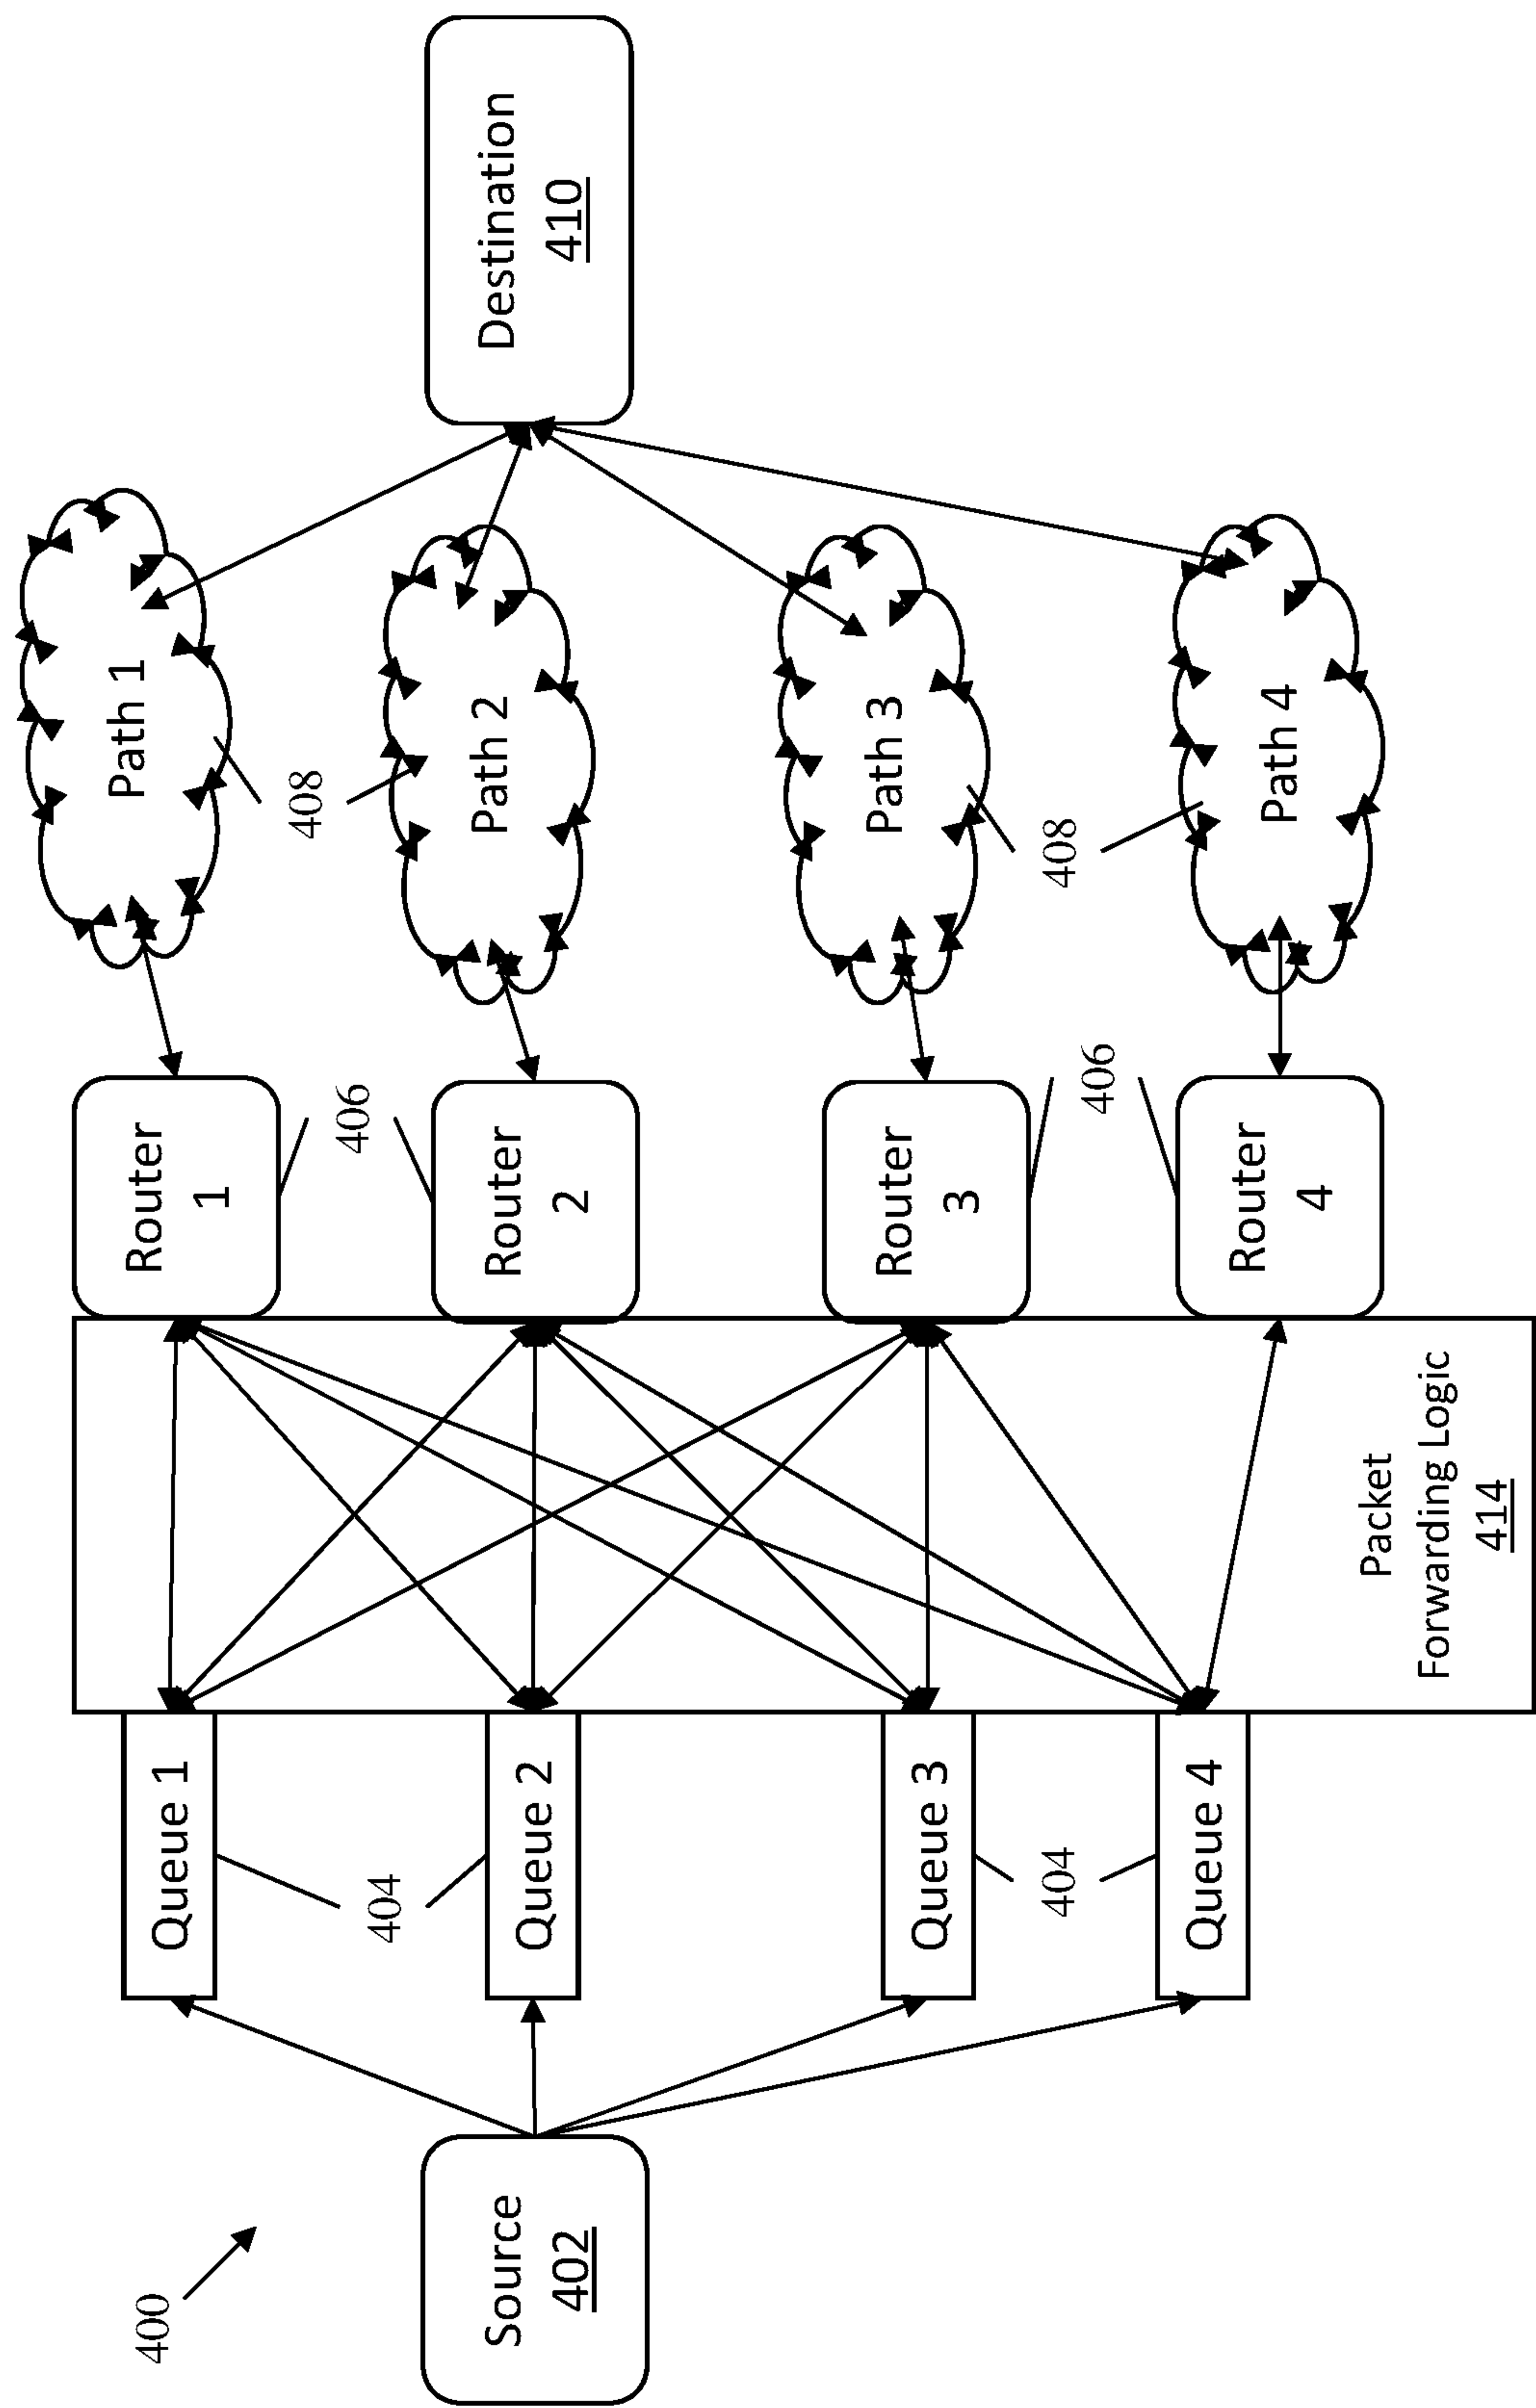 400
Source
402
Queue 1
404
Queue 2
Queue 3
404
Queue 4
Packet
Forwarding Logic
414
Router
1
406
Router
2
Router
3
406
Router
4
Path 1
408
Path 2
Path 3
408
Path 4
Destination
410